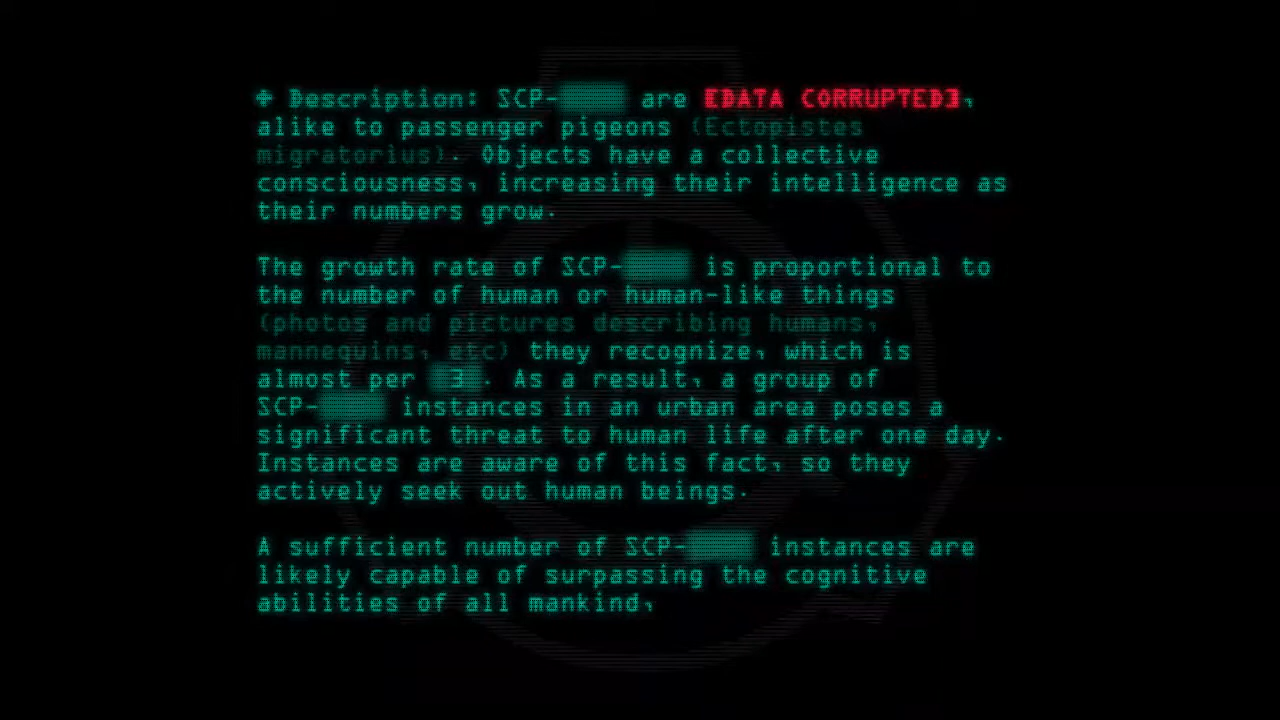 + Description: SCP- are [DATA CORRUPTED],
alike to passenger pigeons (Ectopistes
migratorius). Objects have a collective
consciousness, increasing their intelligence as
their numbers grow.
The growth rate of SCP- is proportional to
the number of human or human-like things
(photos and pictures describing humans,
mannequins, etc) they recognize, which is
almost per 3 . As a result, a group of
SCP- instances in an urban area poses a
significant threat to human life after one day.
Instances are aware of this fact, so they
actively seek out human beings.
A sufficient number of SCP- instances are
likely capable of surpassing the cognitive
abilities of all mankind,